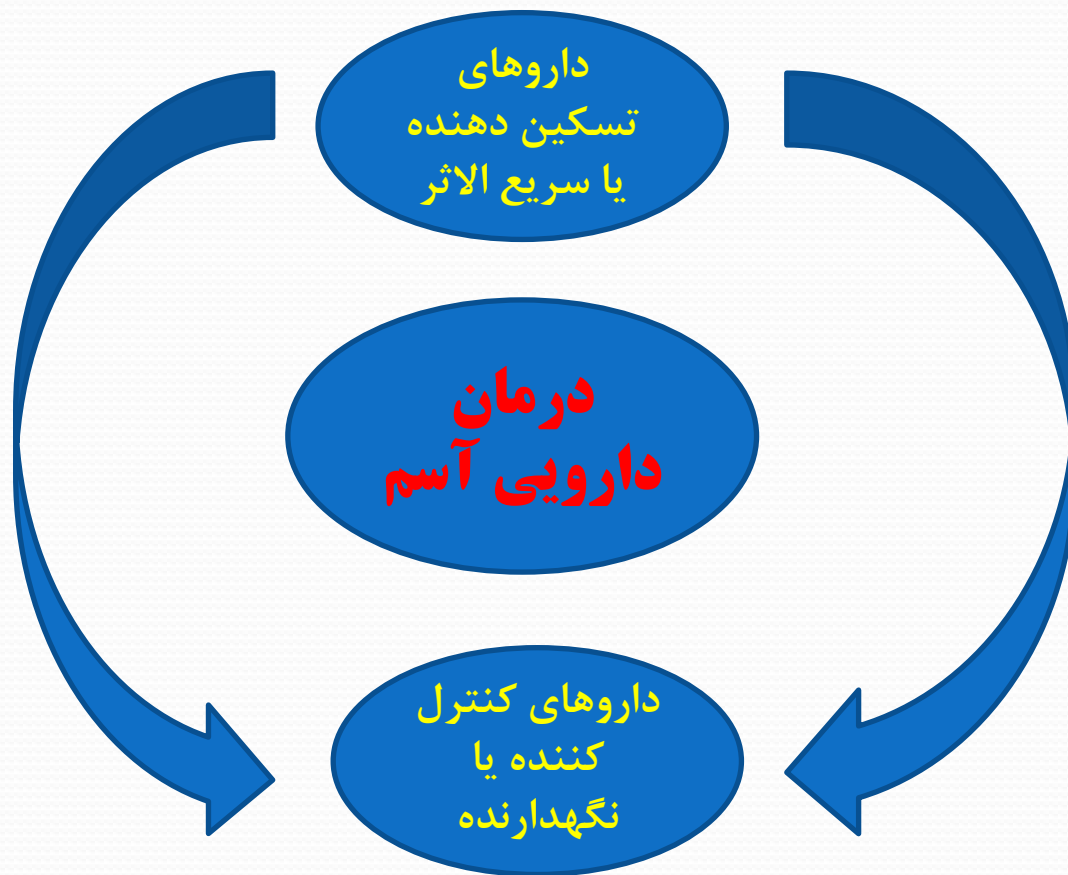 داروهای
تسکین دهنده
یا سریع الاثر
درمان
دارویی آسم
داروهای کنترل
کننده یا
نگهدارنده